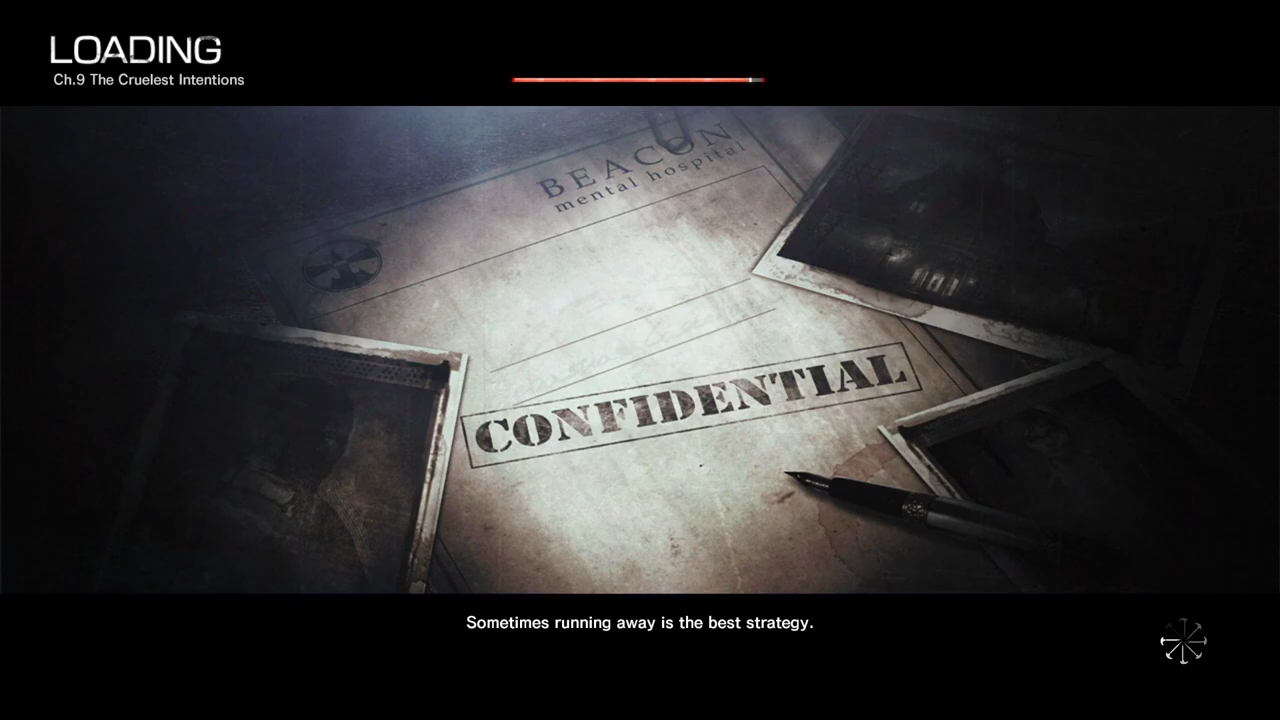 LOADING
Ch.9 The Cruelest Intentions
BEACON
mental hospital
CONFIDENTIAL
Sometimes running away is the best strategy.